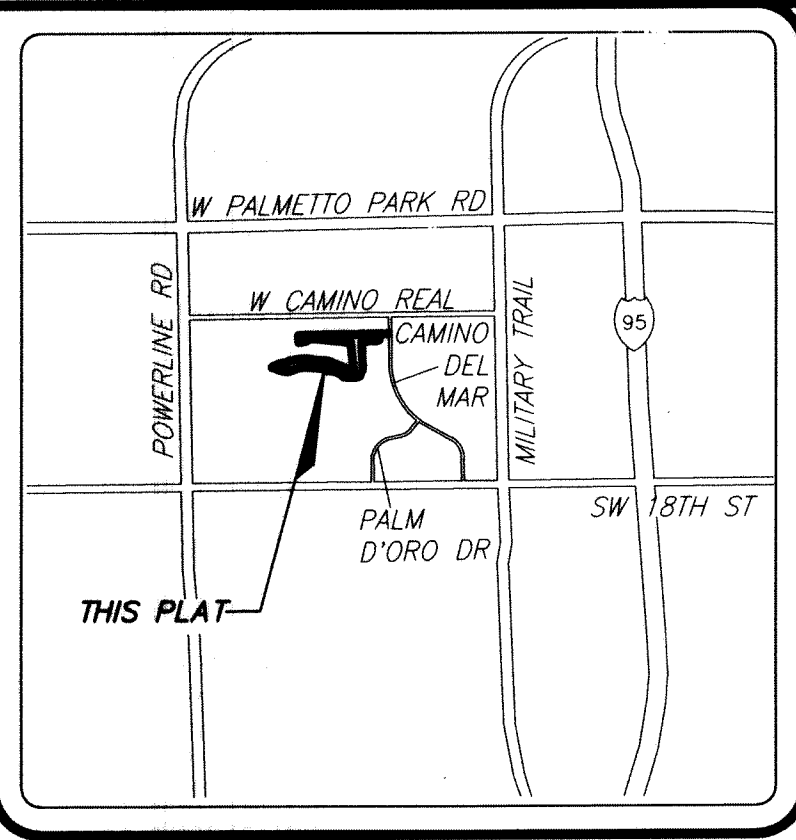 W PALMETTO PARK RD
POWERLINE RD
W CAMINO REAL
CAMINO
DEL
MAR
MILITARY TRAIL
95
SW 18TH ST
PALM
D'ORO DR
THIS PLAT